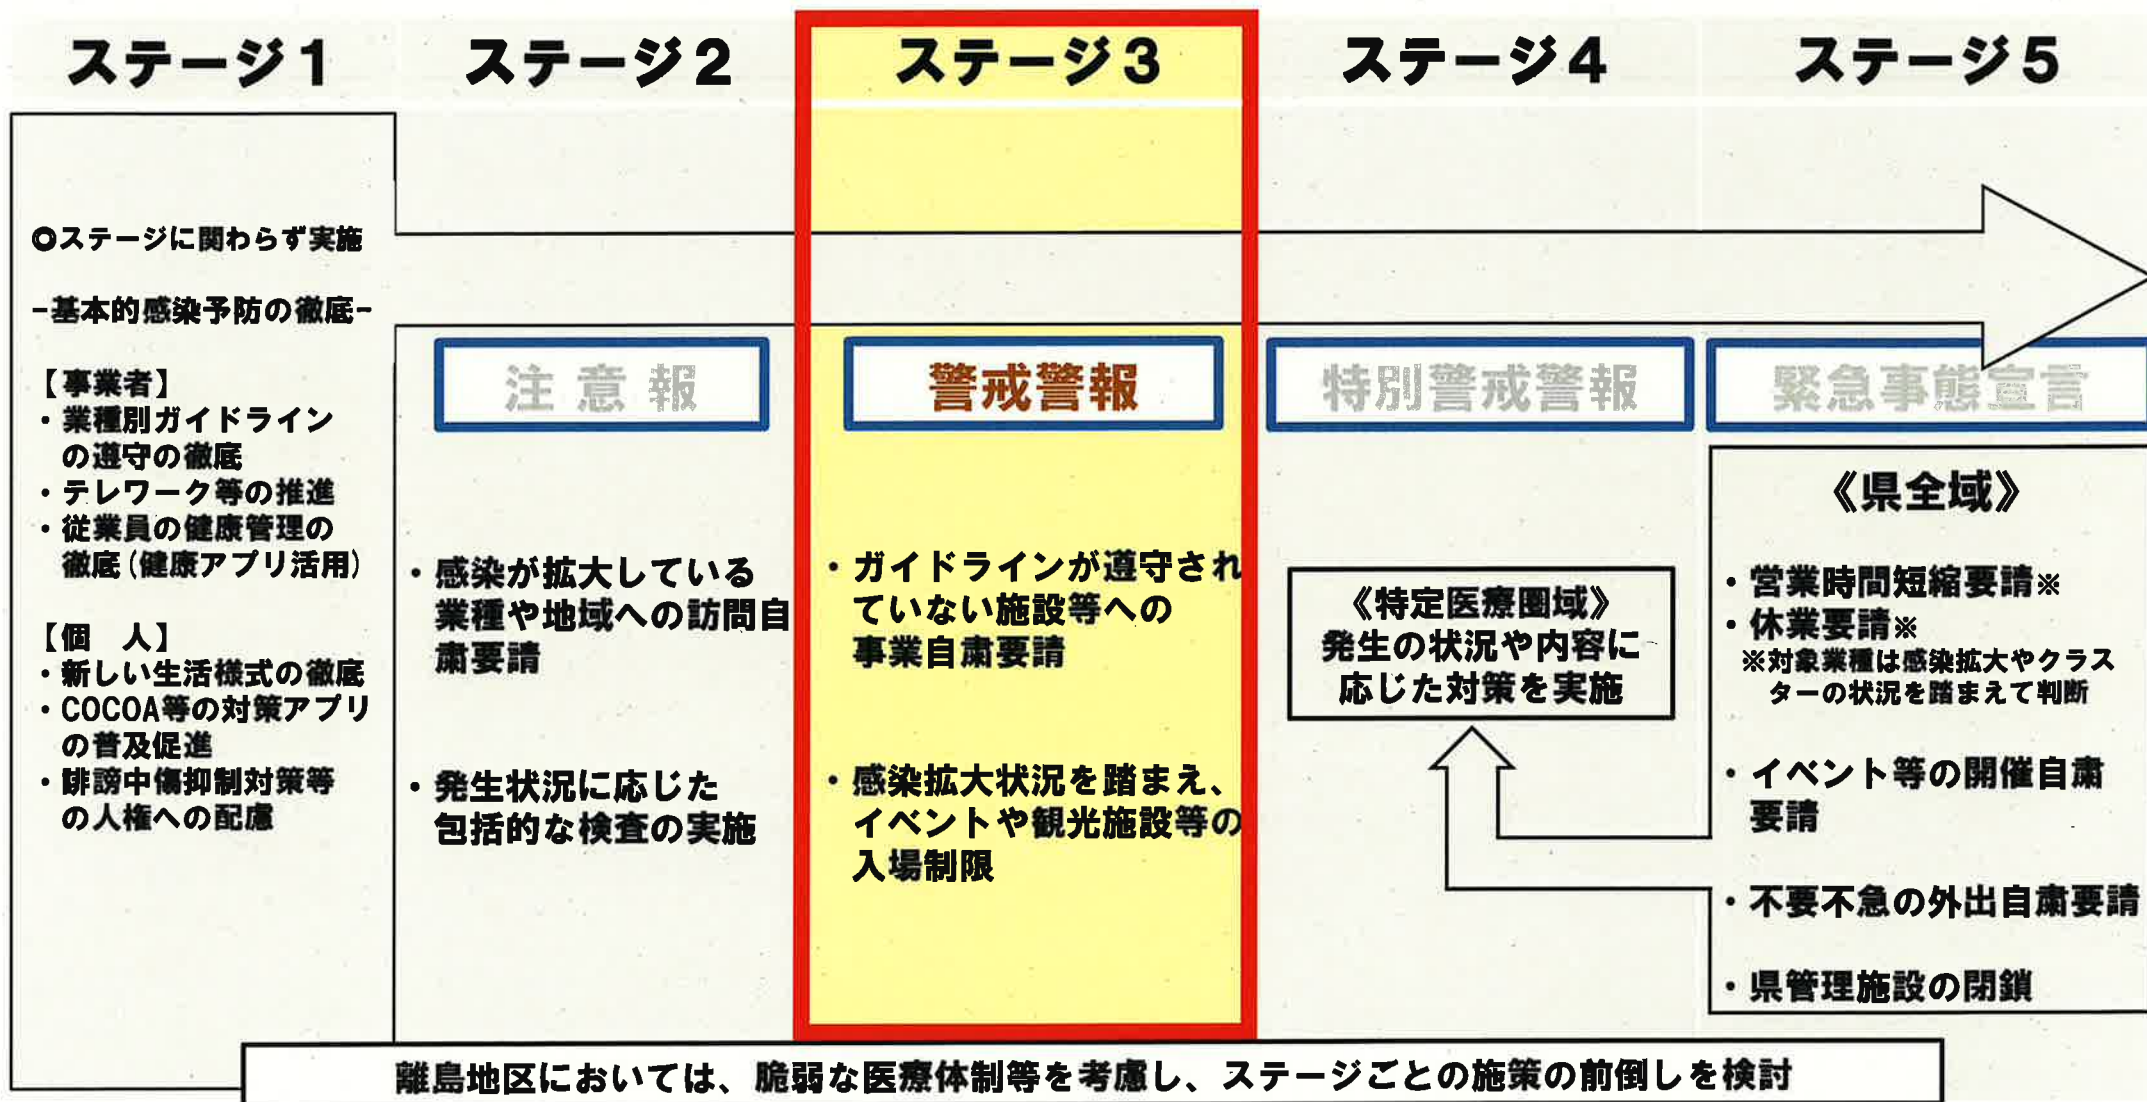 ステージ1
ステージ2
ステージ3
ステージ4
ステージ5
◎ステージに関わらず実施
-基本的感染予防の徹底-
【事業者】
・業種別ガイドライン
の遵守の徹底
・テレワーク等の推進
・従業員の健康管理の
徹底(健康アプリ活用)
【個 人】
・新しい生活様式の徹底
・COCOA等の対策アプリ
の普及促進
・誹謗中傷抑制対策等
の人権への配慮
注意報
・感染が拡大している
業種や地域への訪問自
粛要請
・発生状況に応じた
包括的な検査の実施
警戒警報
・ガイドラインが遵守され
ていない施設等への
事業自粛要請
・感染拡大状況を踏まえ、
イベントや観光施設等の
入場制限
特別警戒警報
《特定医療圏域》
発生の状況や内容に
応じた対策を実施
緊急事態宣言
《県全域》
・営業時間短縮要請※
・休業要請※
※対象業種は感染拡大やクラス
ターの状況を踏まえて判断
・イベント等の開催自粛
要請
・不要不急の外出自粛要請
・県管理施設の閉鎖
離島地区においては、脆弱な医療体制等を考慮し、ステージごとの施策の前倒しを検討